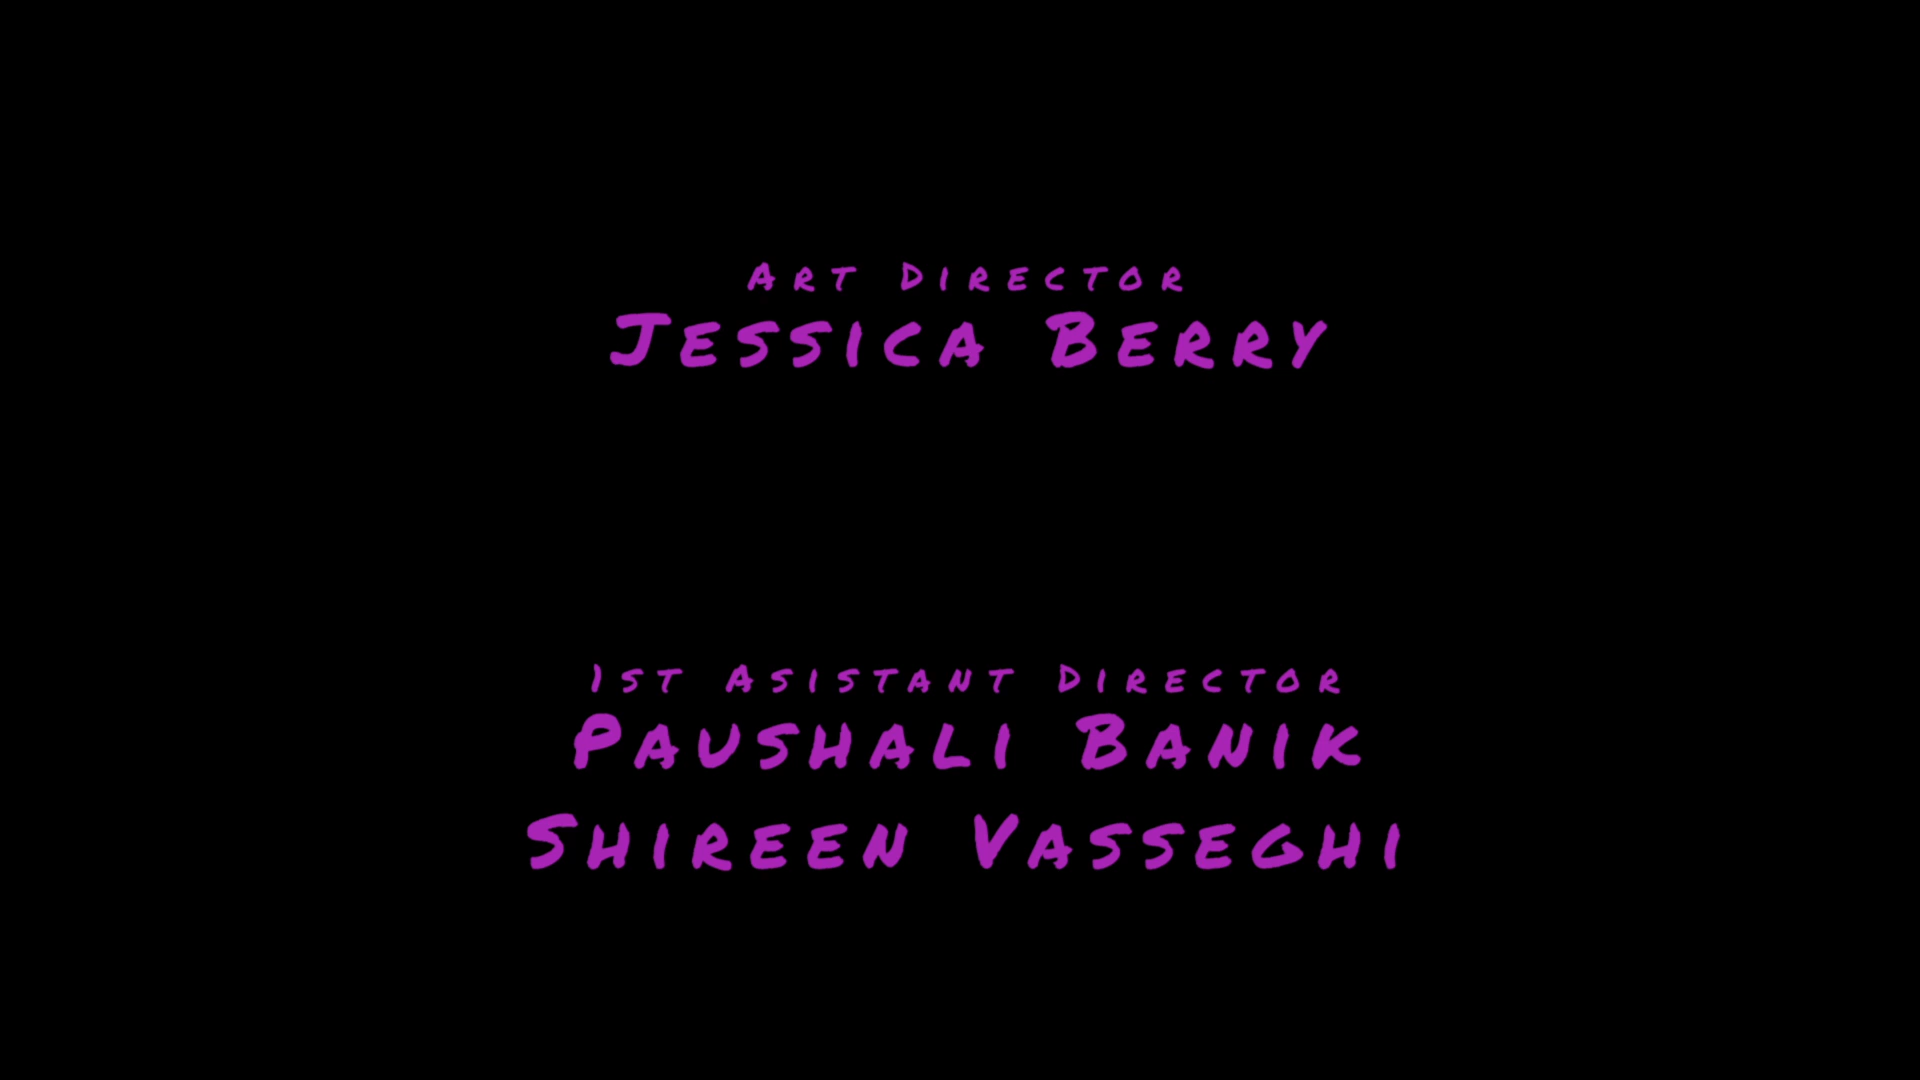 Art Director
Jessica Berry
1st Asistant Director
Paushali Banik
Shireen Vasseghi